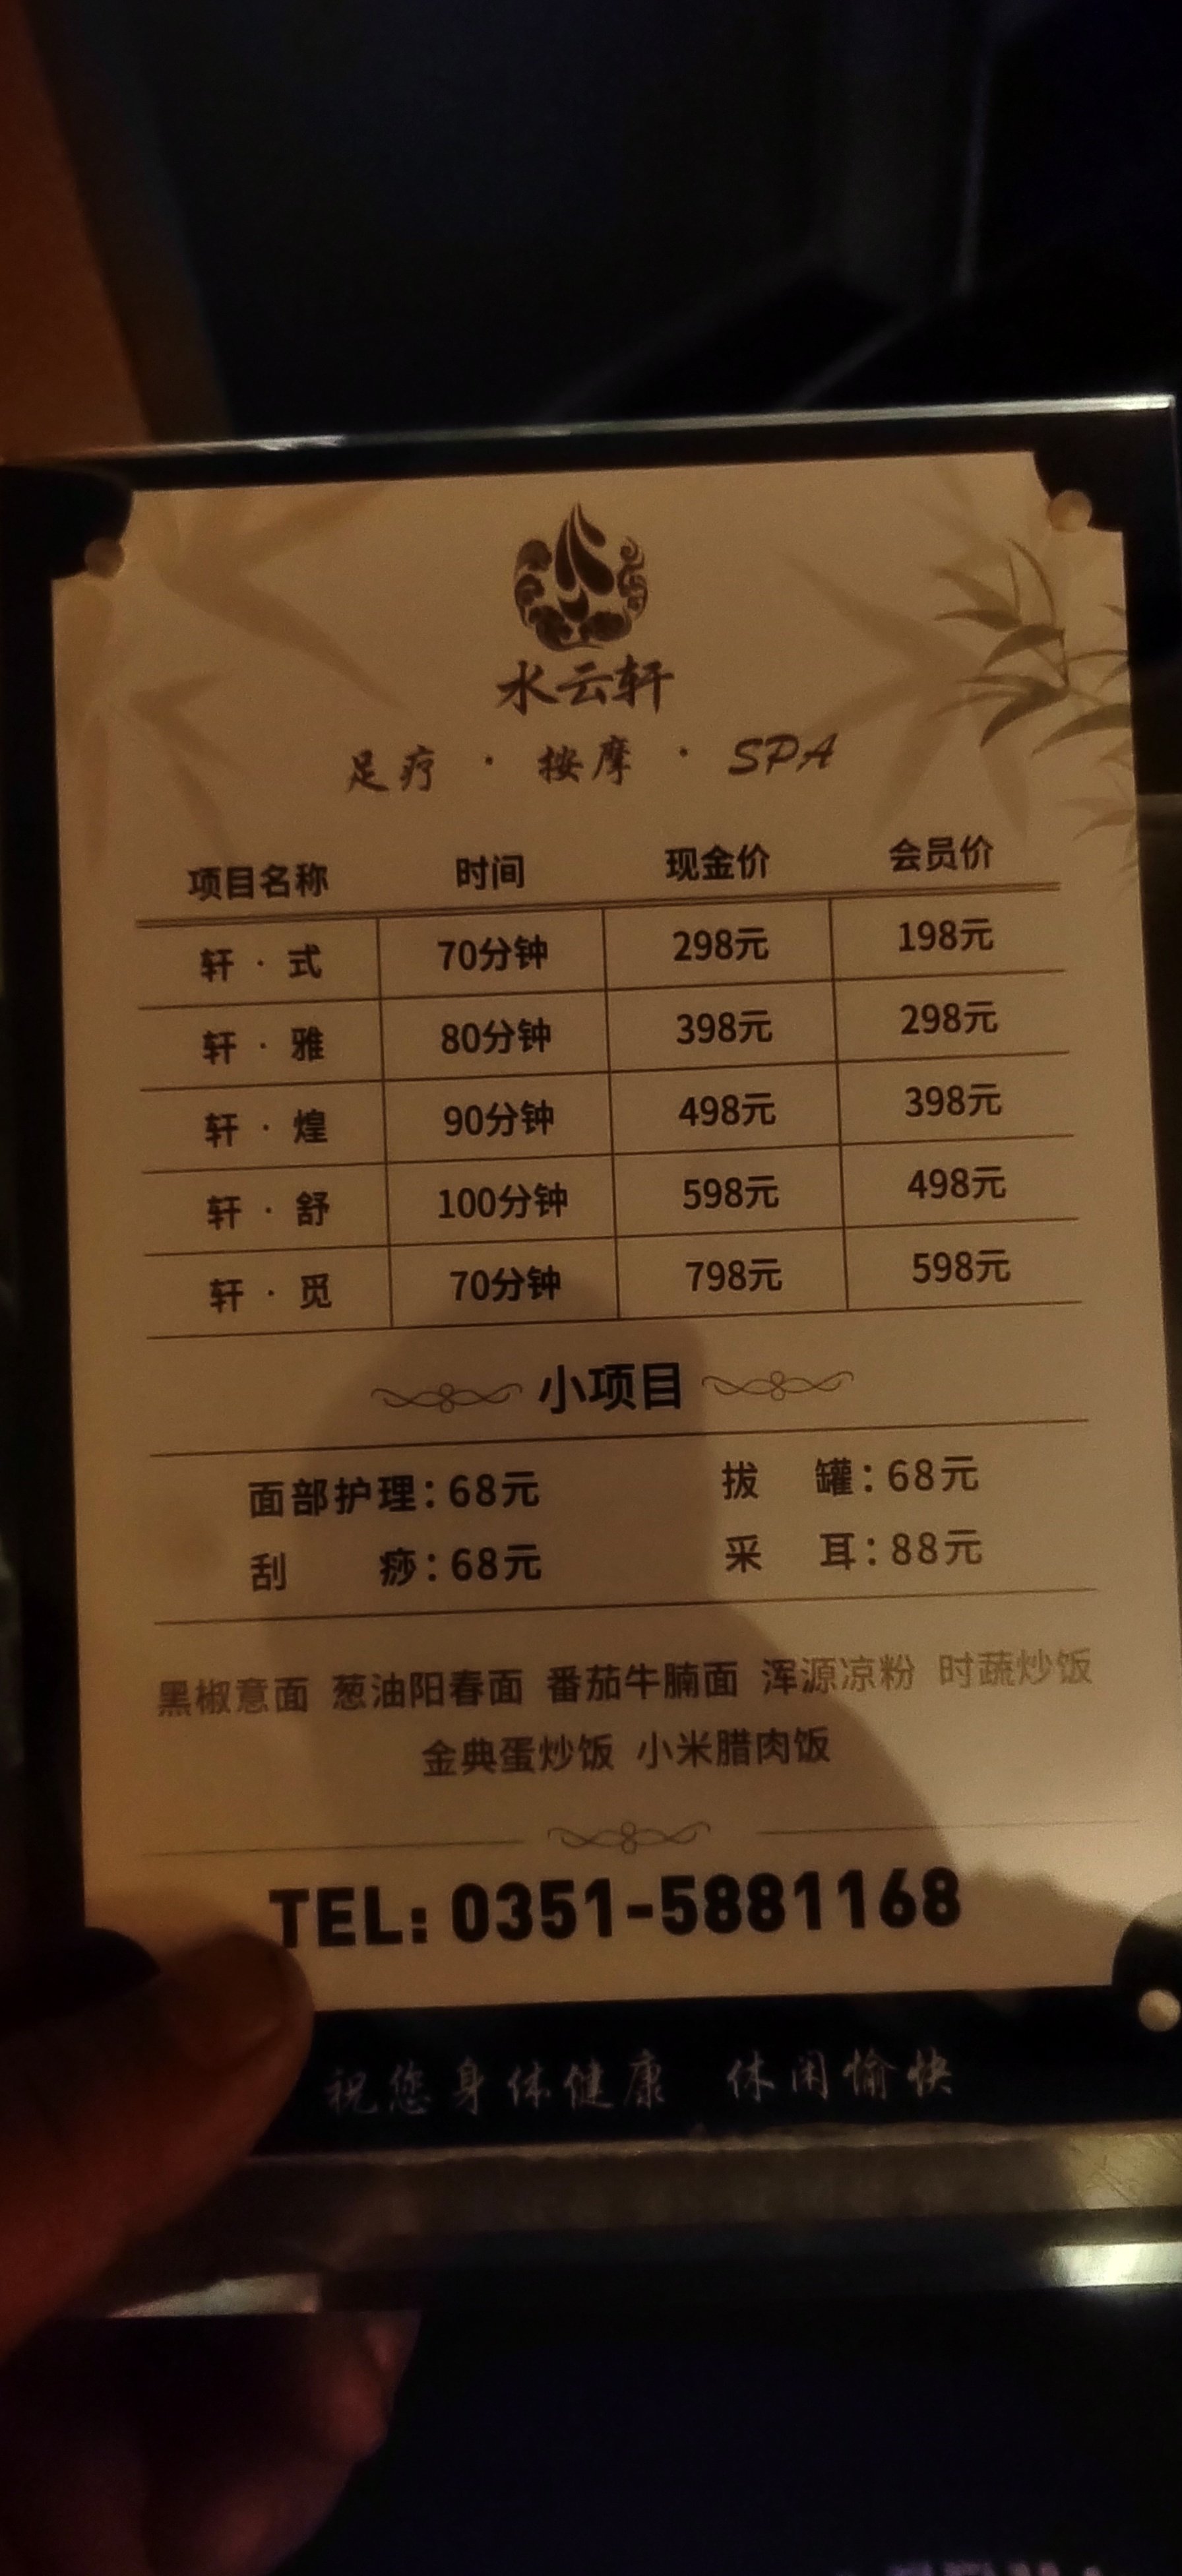 水云轩
足疗 · 按摩 · SPA
项目名称 时间 现金价 会员价
轩 · 式 70分钟 298元 198元
轩 · 雅 80分钟 398元 298元
轩 · 煌 90分钟 498元 398元
轩 · 舒 100分钟 598元 498元
轩 · 觅 70分钟 798元 598元
小项目
面部护理：68元 拔 罐：68元
刮 痧：68元 采 耳：88元
黑椒意面 葱油阳春面 番茄牛腩面 浑源凉粉 时蔬炒饭
金典蛋炒饭 小米腊肉饭
TEL: 0351-5881168
祝您身体健康 休闲愉快